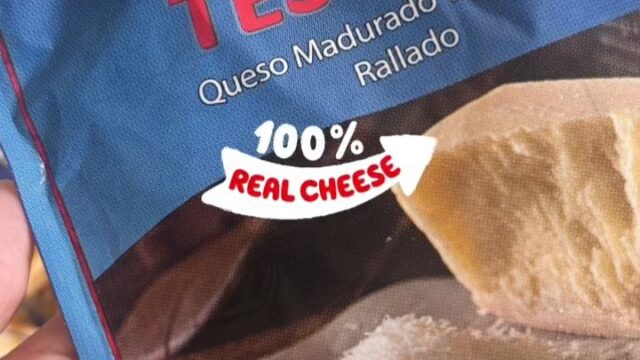 Queso Madurado
Rallado
100%
REAL CHEESE